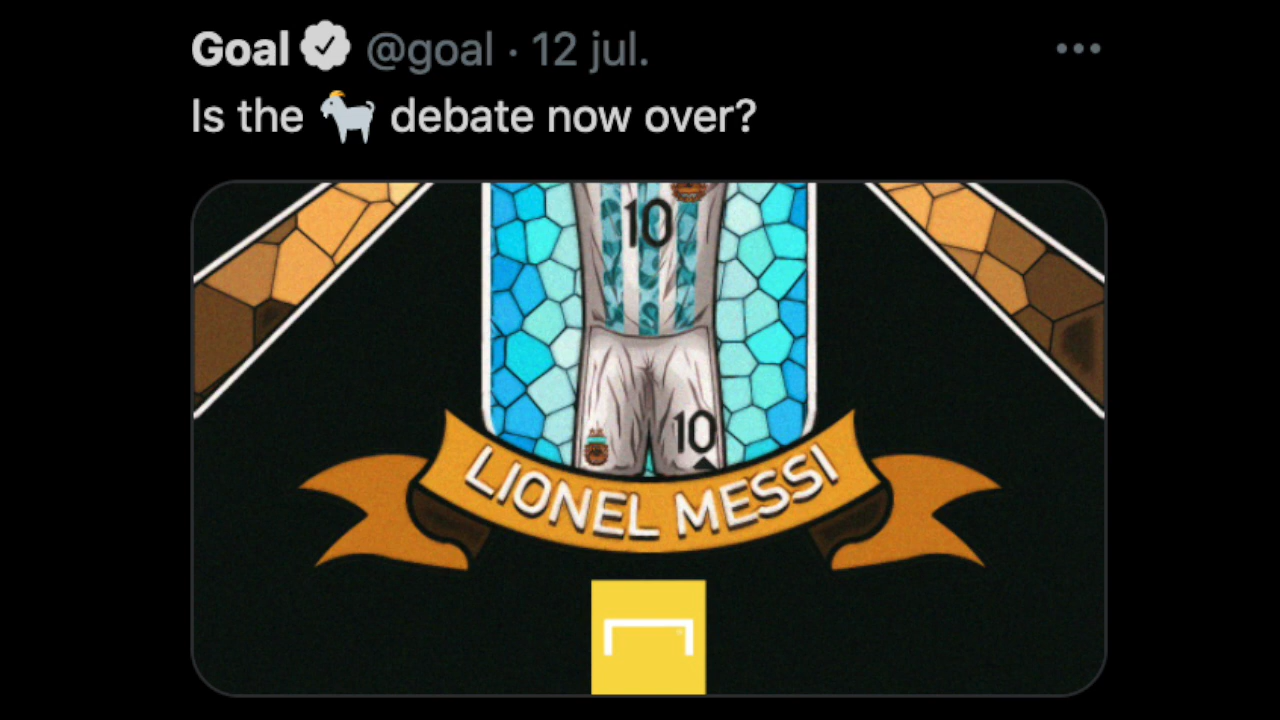 Goal @goal · 12 jul.
Is the 🐐 debate now over?
10
10
LIONEL MESSI